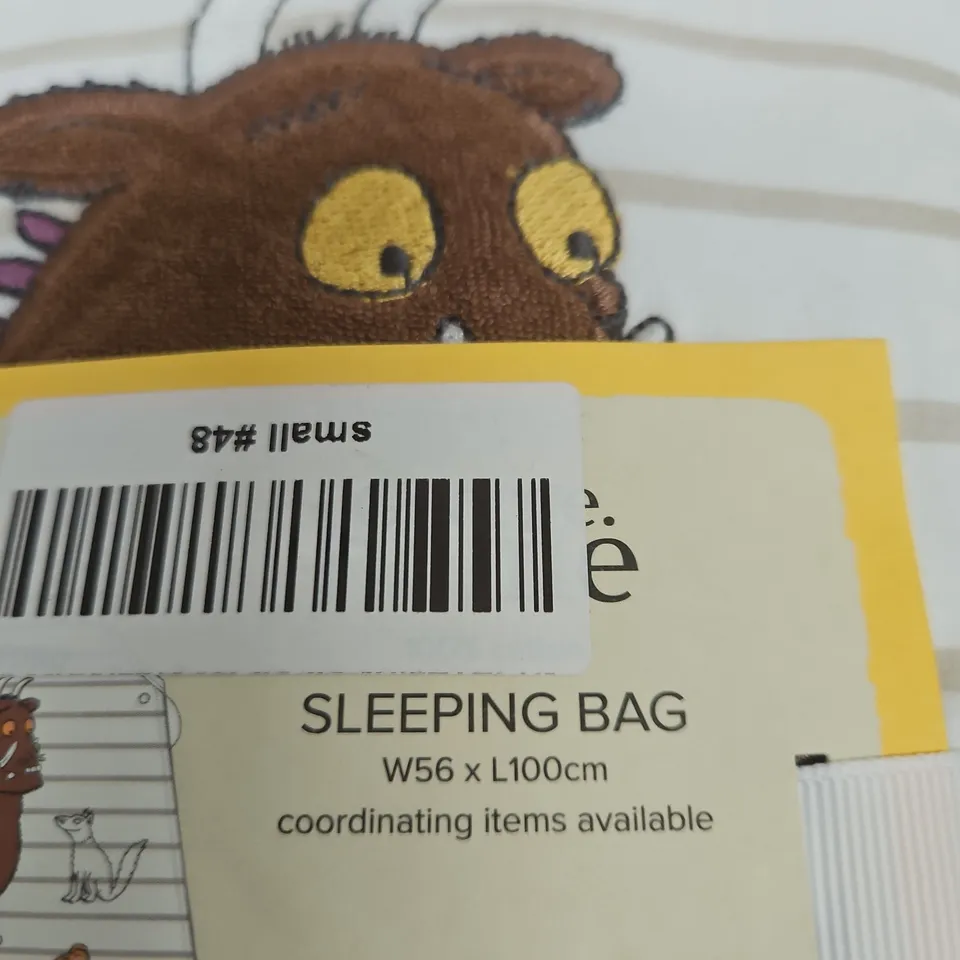 small #48
e.
e
SLEEPING BAG
W56 x L100cm
coordinating items available